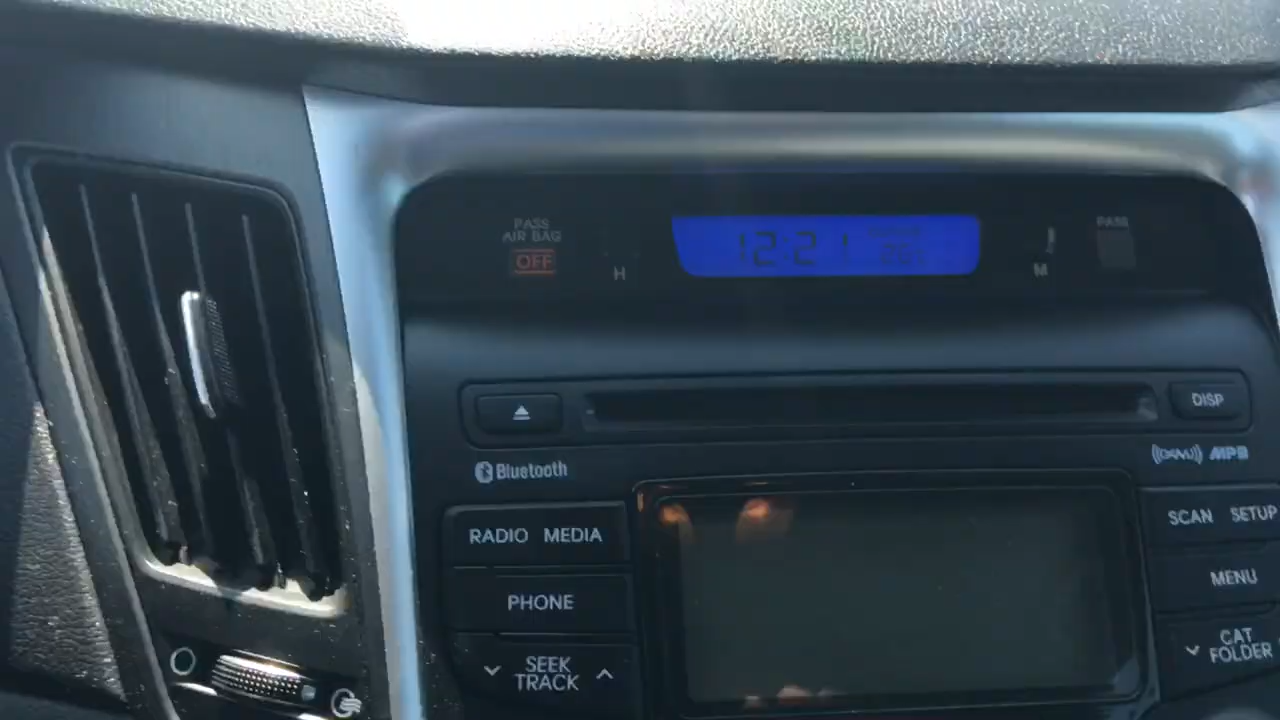 PASS
AIR BAG
OFF
H
12:21
M
PASS
DISP
Bluetooth
((XM)) MP3
RADIO MEDIA
PHONE
SEEK
TRACK
SCAN SETUP
MENU
CAT
FOLDER